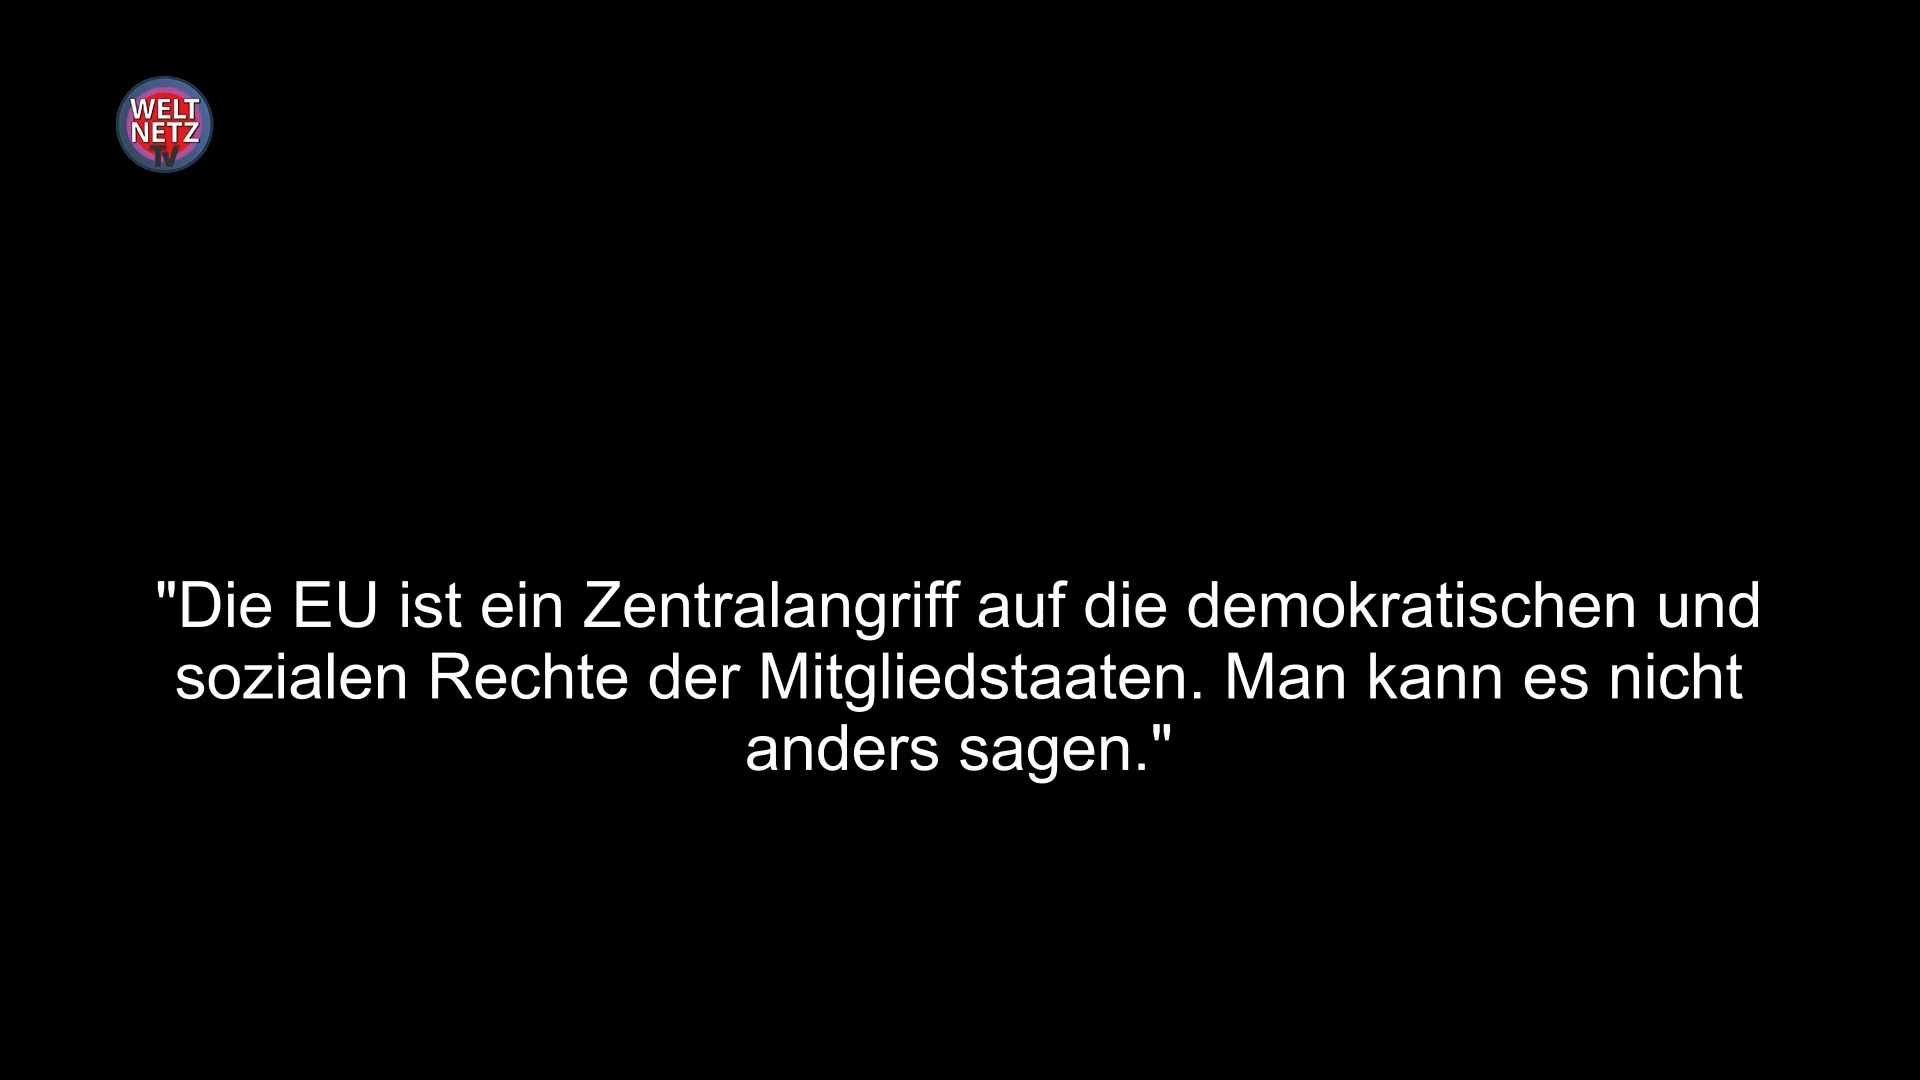 WELT
NETZ
TV
"Die EU ist ein Zentralangriff auf die demokratischen und
sozialen Rechte der Mitgliedstaaten. Man kann es nicht
anders sagen."